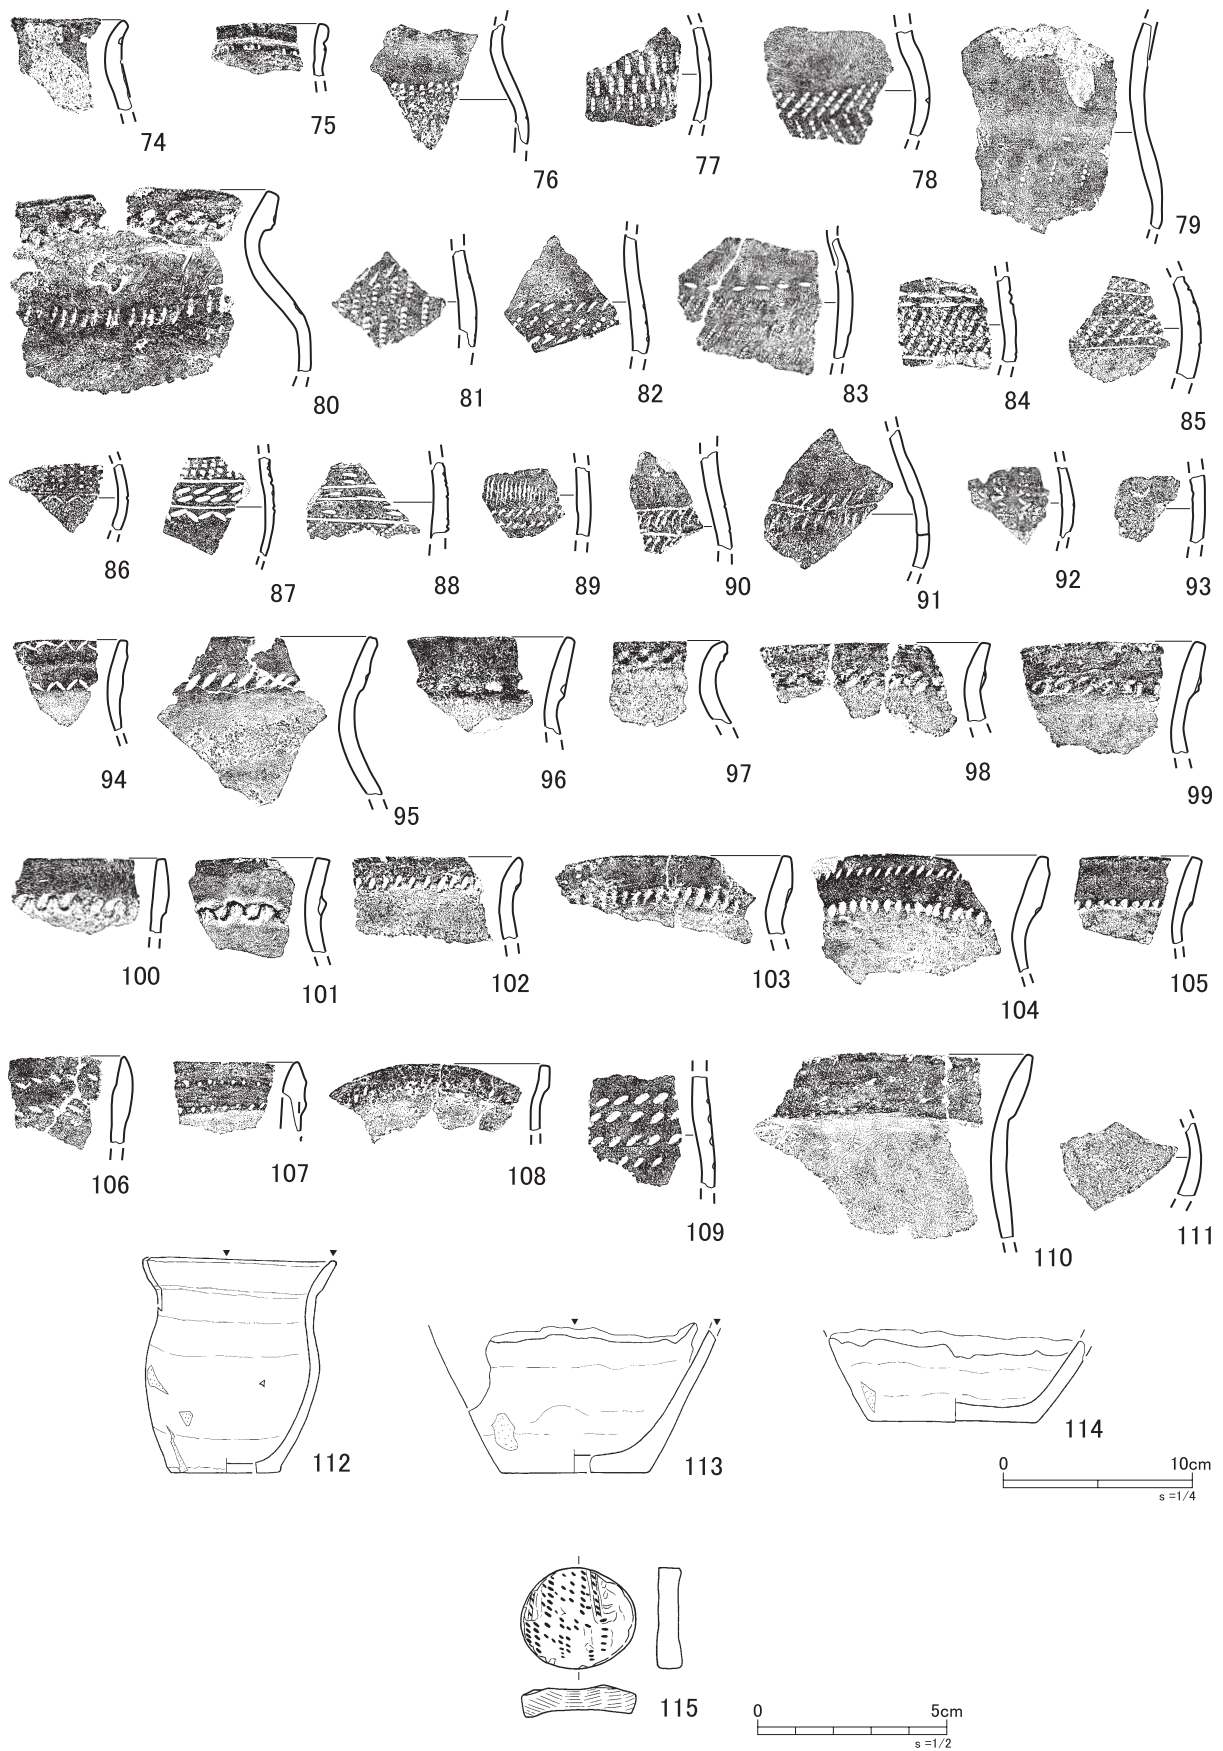 74 75 76 77 78 79
80 81 82 83 84 85
86 87 88 89 90 91 92 93
94 95 96 97 98 99
100 101 102 103 104 105
106 107 108 109 110 111
112 113 114
0 10cm
s =1/4
115
0 5cm
s =1/2